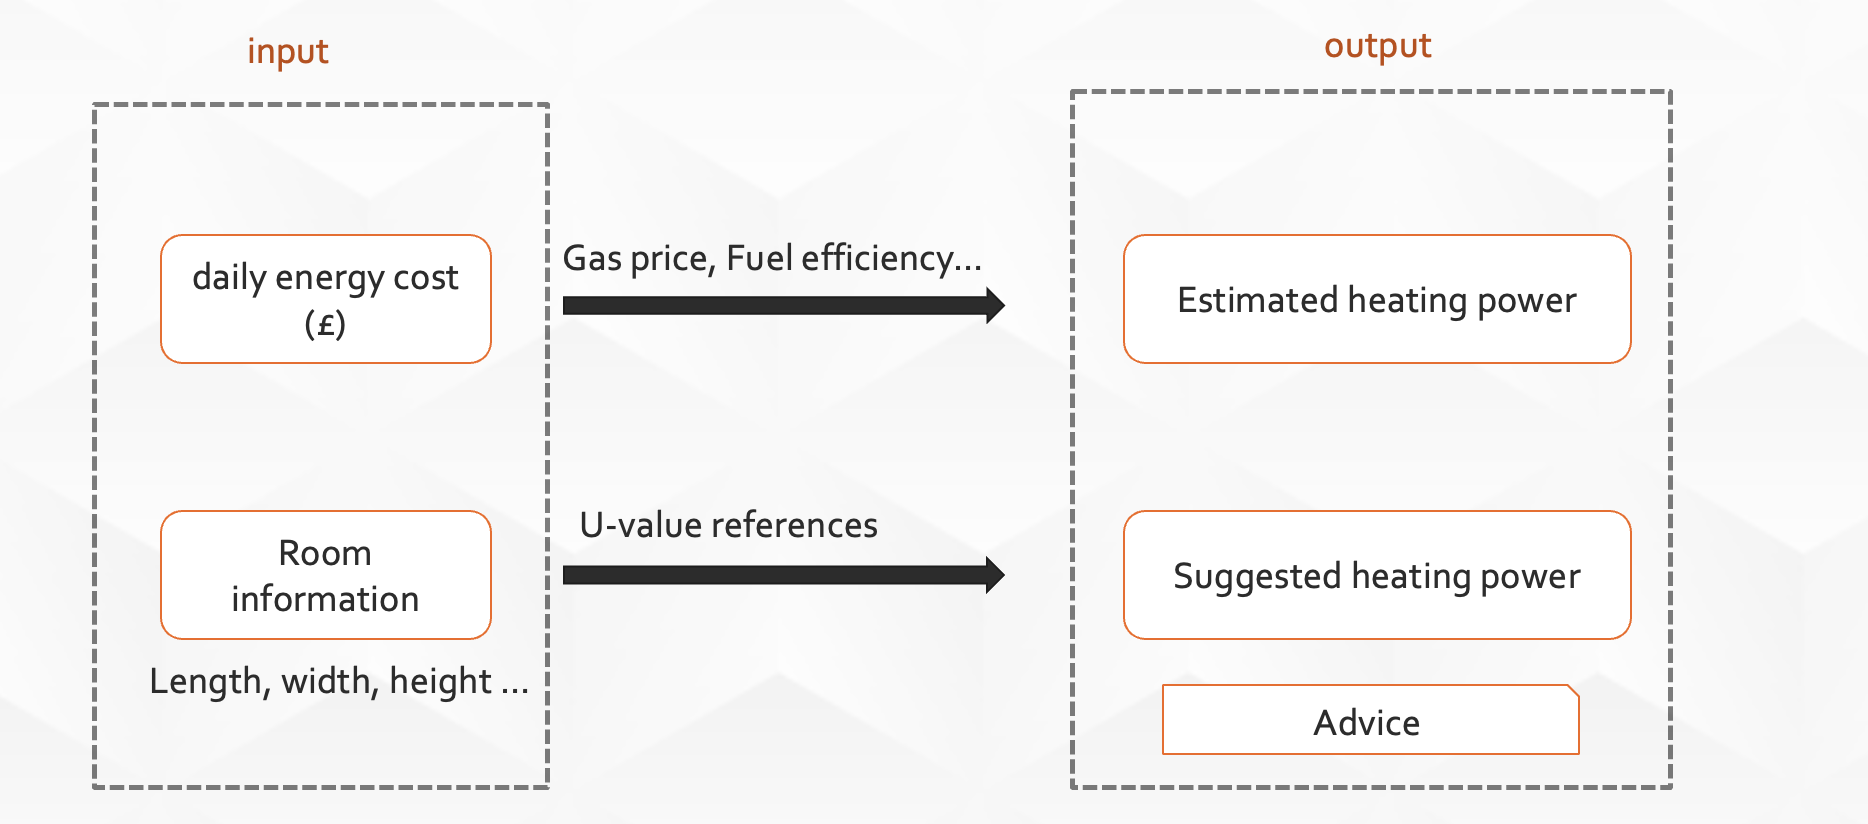 input
output
daily energy cost
(£)
Gas price, Fuel efficiency...
Estimated heating power
Room
information
U-value references
Suggested heating power
Length, width, height ...
Advice